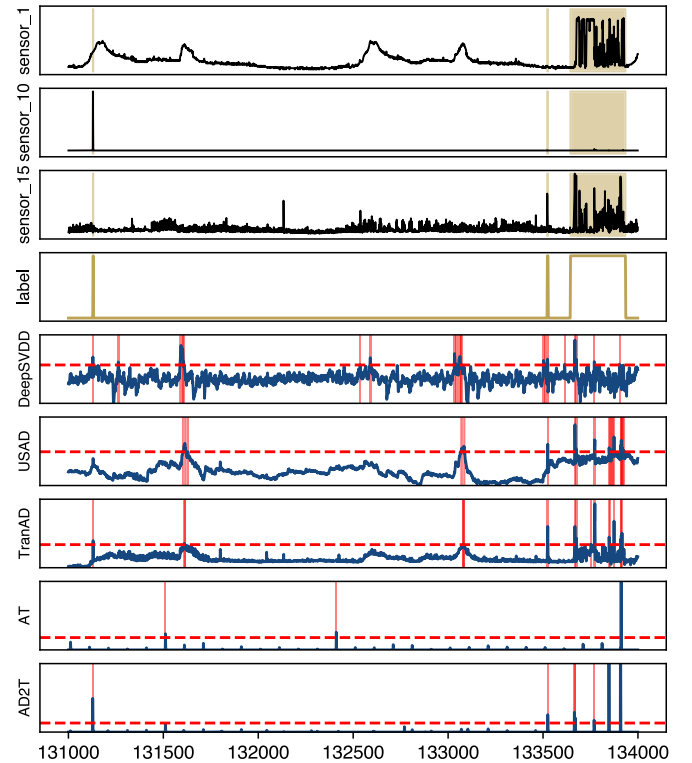 sensor_1
sensor_10
sensor_15
label
DeepSVDD
USAD
TranAD
AT
AD2T
131000 131500 132000 132500 133000 133500 134000